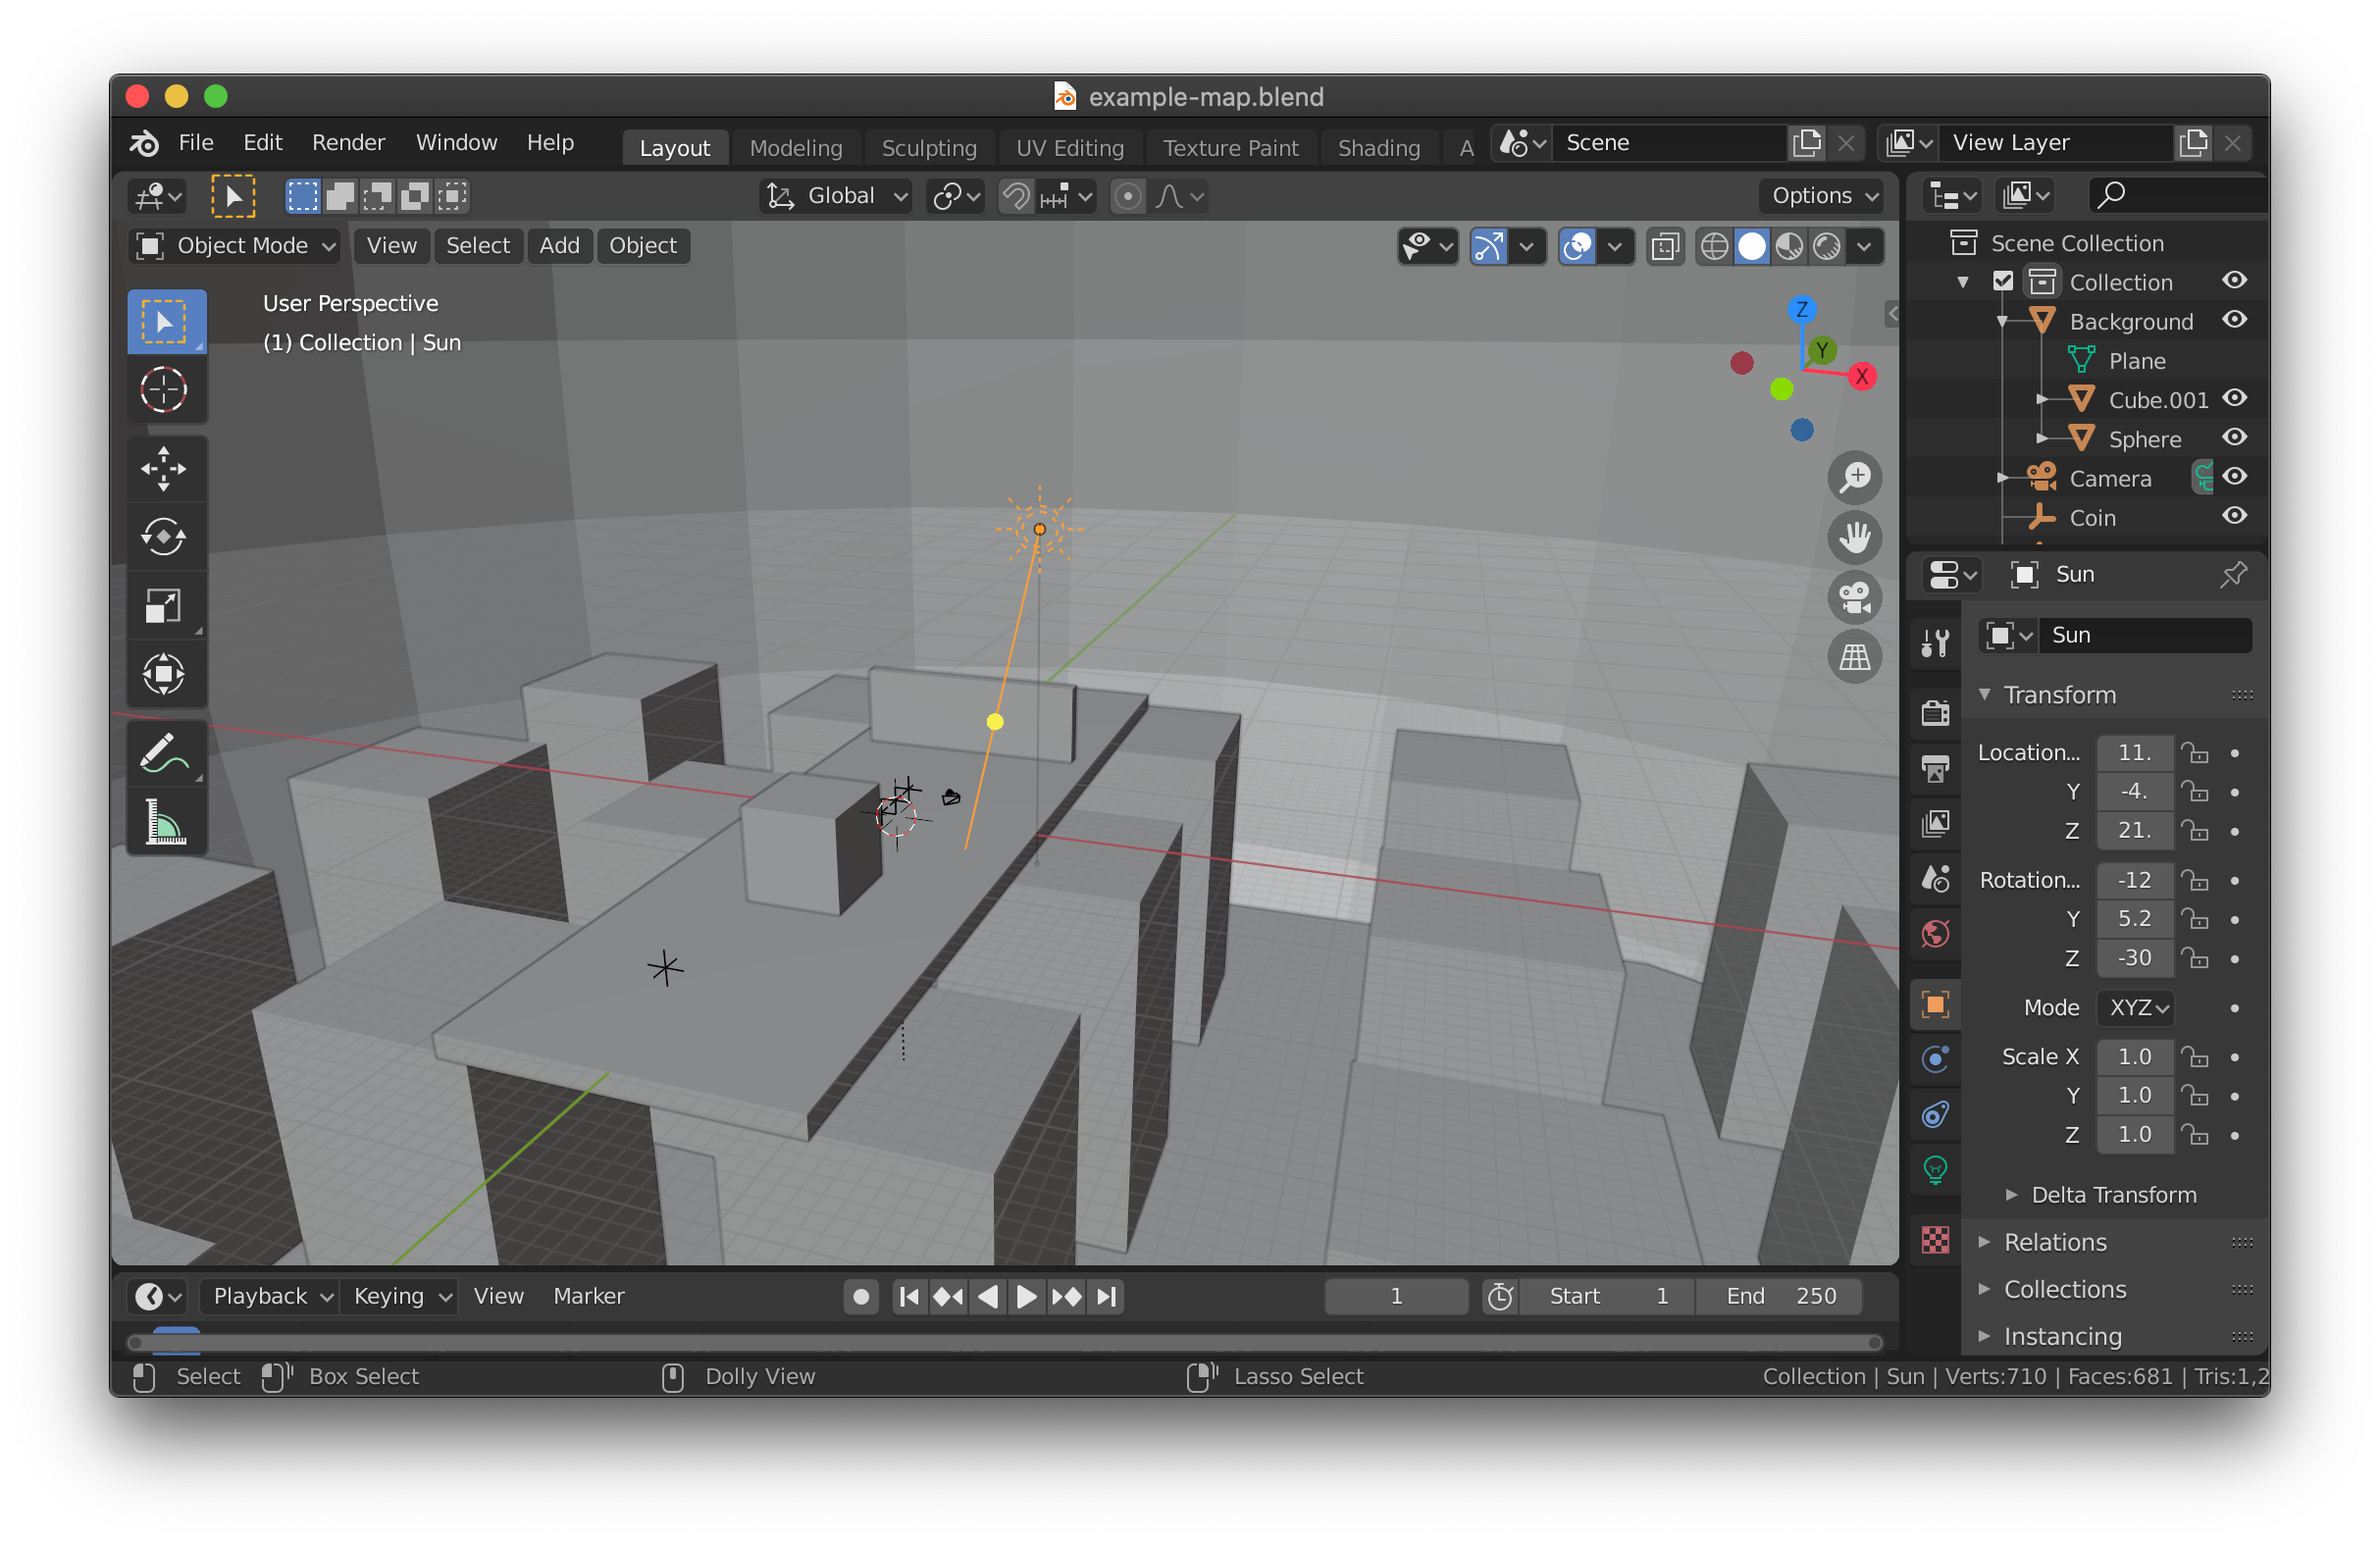 example-map.blend
File Edit Render Window Help Layout Modeling Sculpting UV Editing Texture Paint Shading A Scene View Layer
Global Options
Object Mode View Select Add Object
User Perspective
(1) Collection | Sun
Z
Y
X
Scene Collection
Collection
Background
Plane
Cube.001
Sphere
Camera
Coin
Sun
Sun
Transform
Location... 11.
Y -4.
Z 21.
Rotation... -12
Y 5.2
Z -30
Mode XYZ
Scale X 1.0
Y 1.0
Z 1.0
Delta Transform
Relations
Collections
Instancing
Playback Keying View Marker 1 Start 1 End 250
Select Box Select Dolly View Lasso Select Collection | Sun | Verts:710 | Faces:681 | Tris:1,2